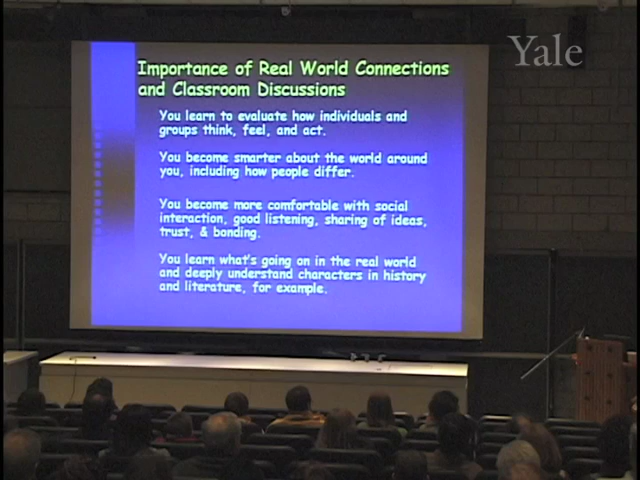 Yale
Importance of Real World Connections
and Classroom Discussions
You learn to evaluate how individuals and
groups think, feel, and act.
You become smarter about the world around
you, including how people differ.
You become more comfortable with social
interaction, good listening, sharing of ideas,
trust, & bonding.
You learn what's going on in the real world
and deeply understand characters in history
and literature, for example.